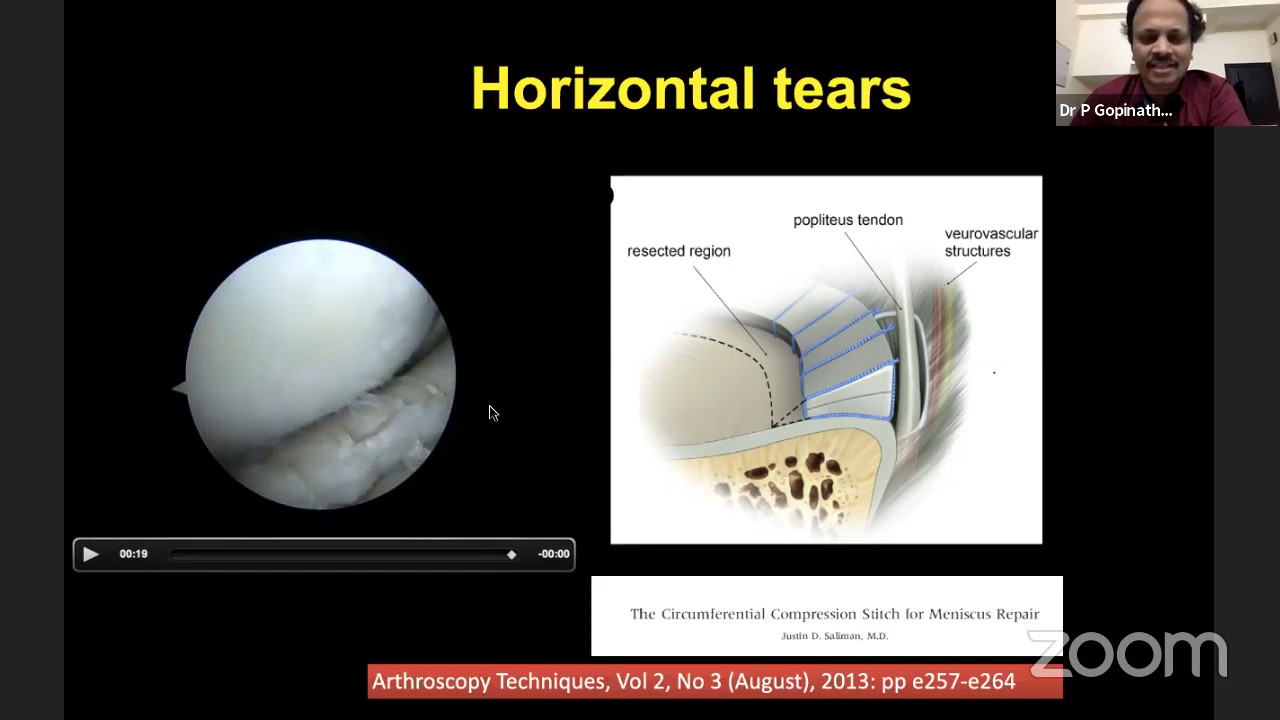 Horizontal tears
Dr P Gopinath...
popliteus tendon
veurovascular
structures
resected region
00:19
-00:00
The Circumferential Compression Stitch for Meniscus Repair
Justin D. Saliman, M.D.
zoom
Arthroscopy Techniques, Vol 2, No 3 (August), 2013: pp e257-e264